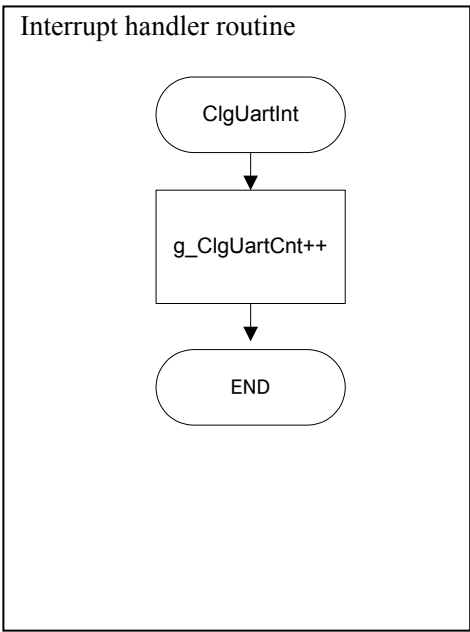 Interrupt handler routine
ClgUartInt
g_ClgUartCnt++
END